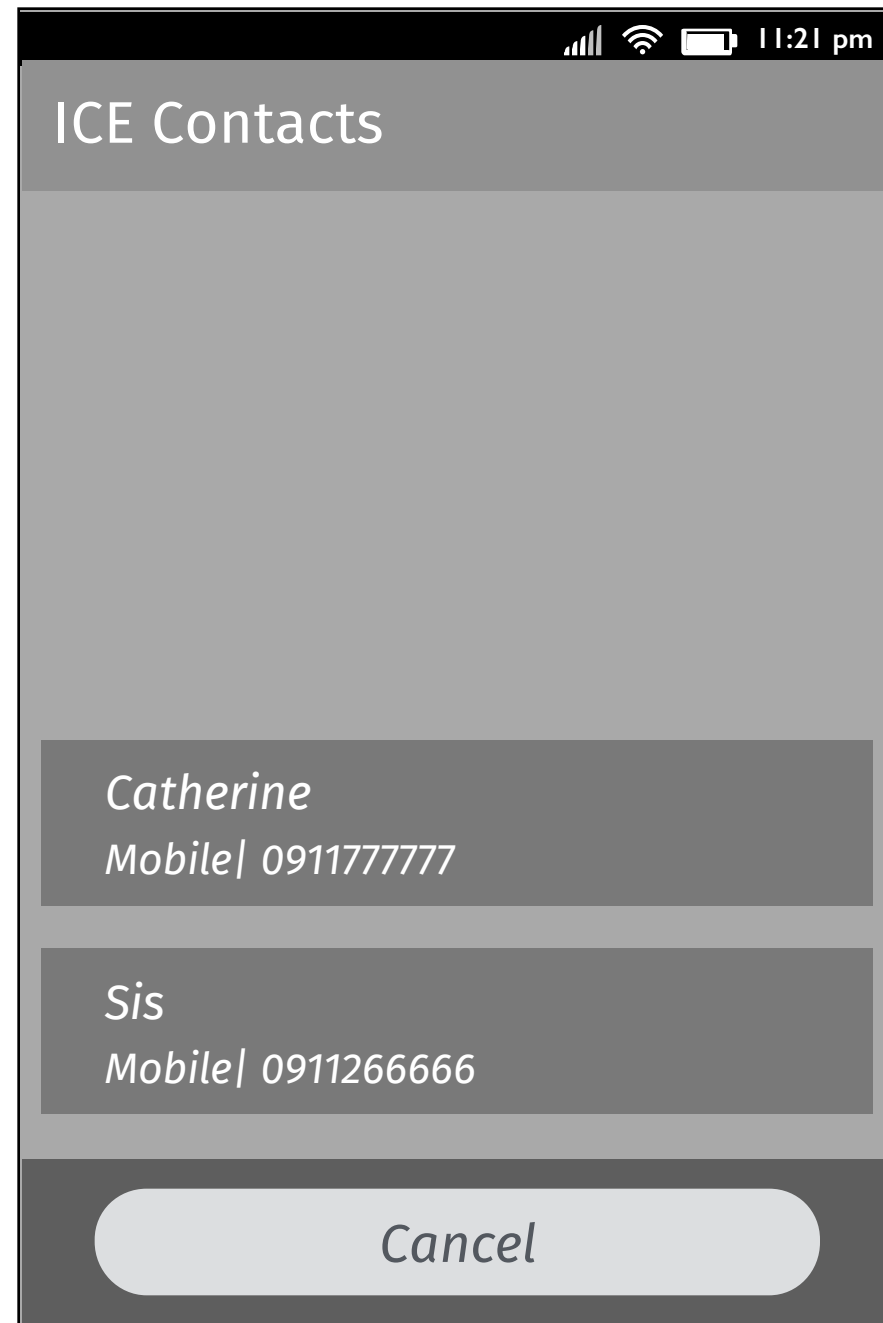 11:21 pm
ICE Contacts
Catherine
Mobile| 0911777777
Sis
Mobile| 0911266666
Cancel